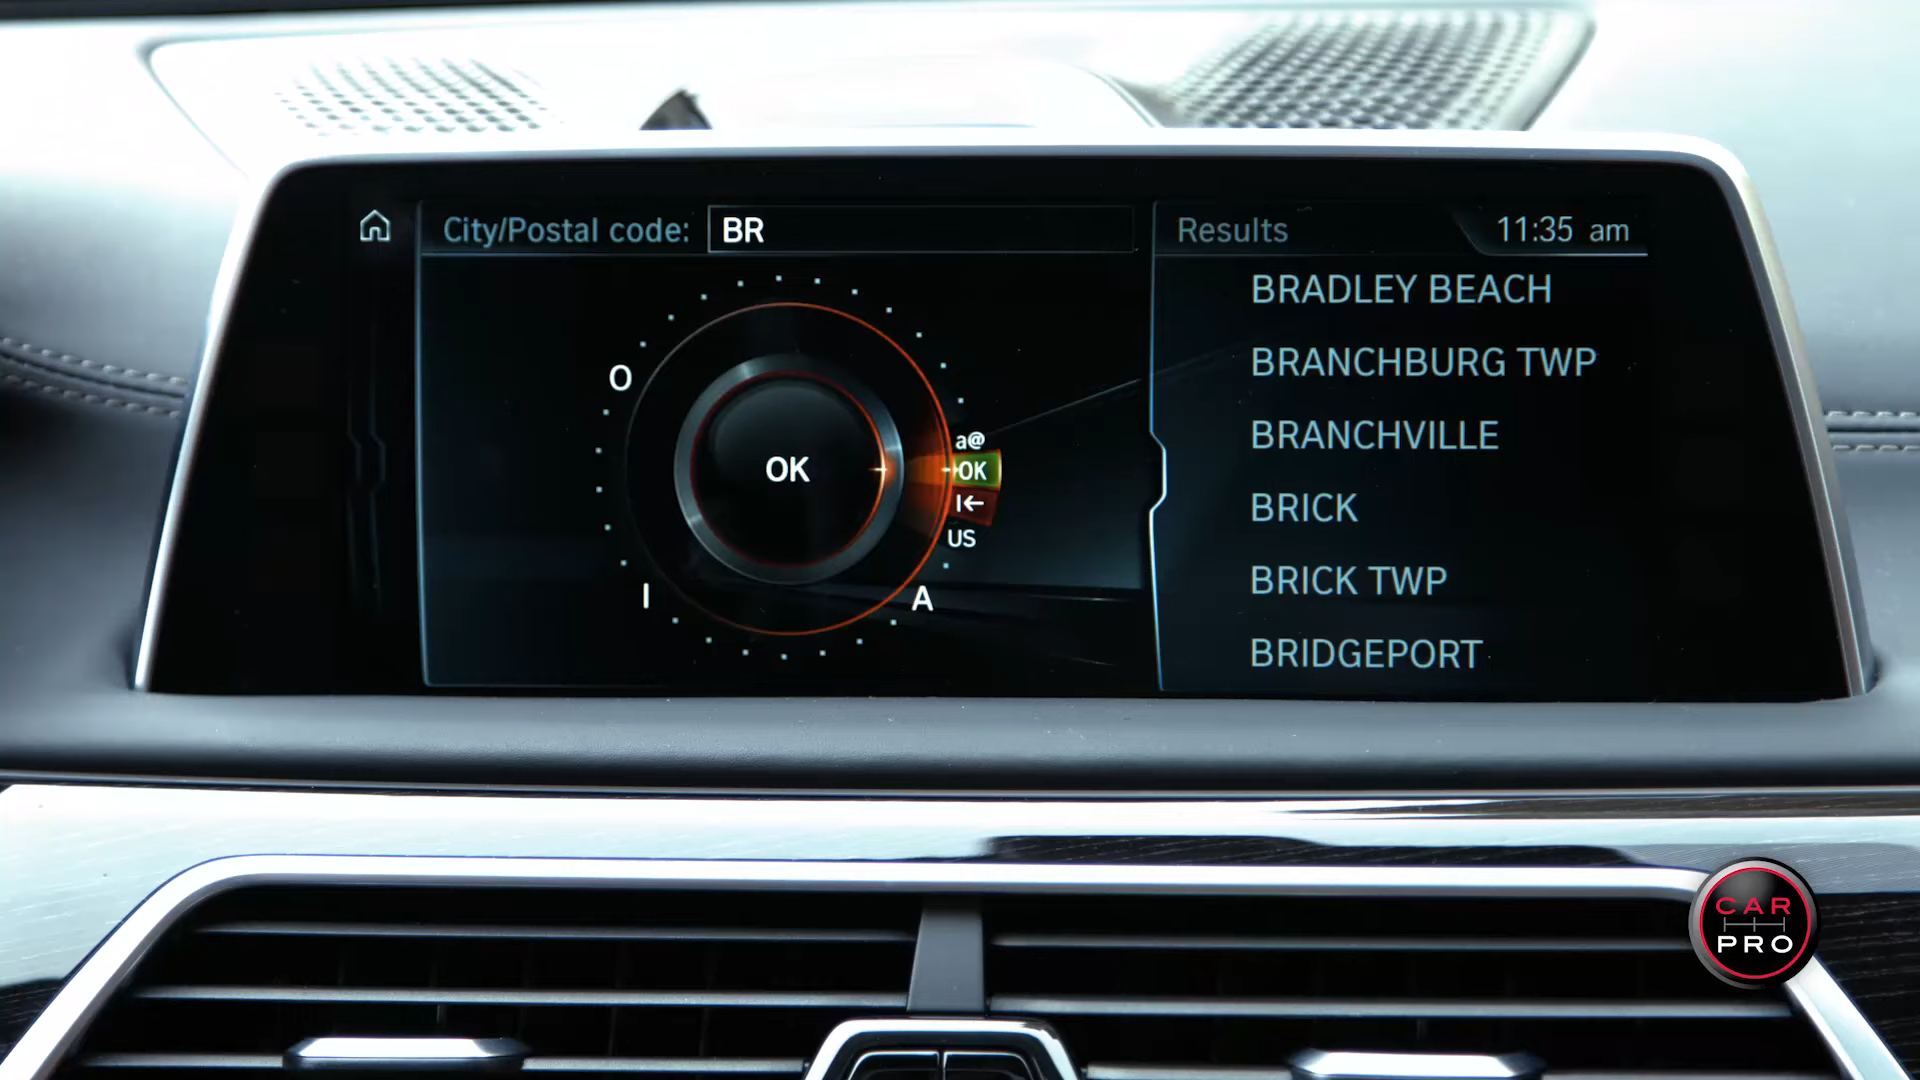 City/Postal code: BR
Results
11:35 am
O
a@
OK
OK
I←
US
I
A
BRADLEY BEACH
BRANCHBURG TWP
BRANCHVILLE
BRICK
BRICK TWP
BRIDGEPORT
CAR
PRO